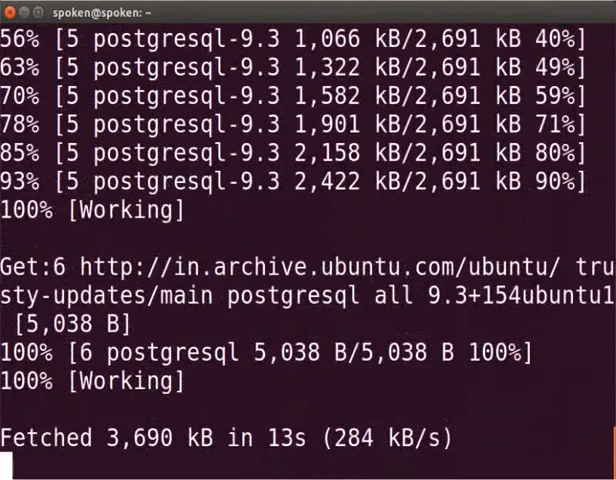 spoken@spoken: ~
56% [5 postgresql-9.3 1,066 kB/2,691 kB 40%]
63% [5 postgresql-9.3 1,322 kB/2,691 kB 49%]
70% [5 postgresql-9.3 1,582 kB/2,691 kB 59%]
78% [5 postgresql-9.3 1,901 kB/2,691 kB 71%]
85% [5 postgresql-9.3 2,158 kB/2,691 kB 80%]
93% [5 postgresql-9.3 2,422 kB/2,691 kB 90%]
100% [Working]
Get:6 http://in.archive.ubuntu.com/ubuntu/ tru
sty-updates/main postgresql all 9.3+154ubuntu1
[5,038 B]
100% [6 postgresql 5,038 B/5,038 B 100%]
100% [Working]
Fetched 3,690 kB in 13s (284 kB/s)